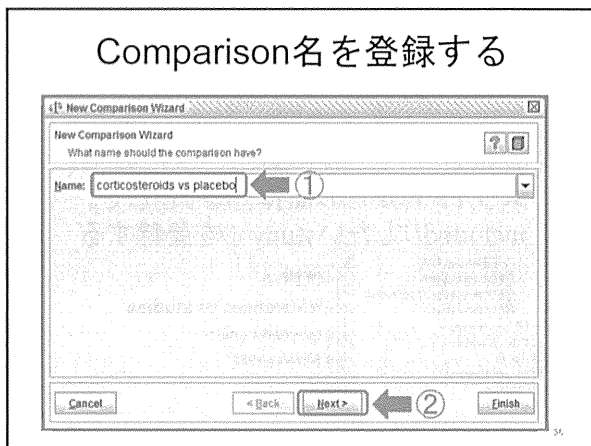 Comparison名を登録する
New Comparison Wizard
New Comparison Wizard
What name should the comparison have?
Name: corticosteroids vs placebo ①
Cancel < Back Next > ② Finish